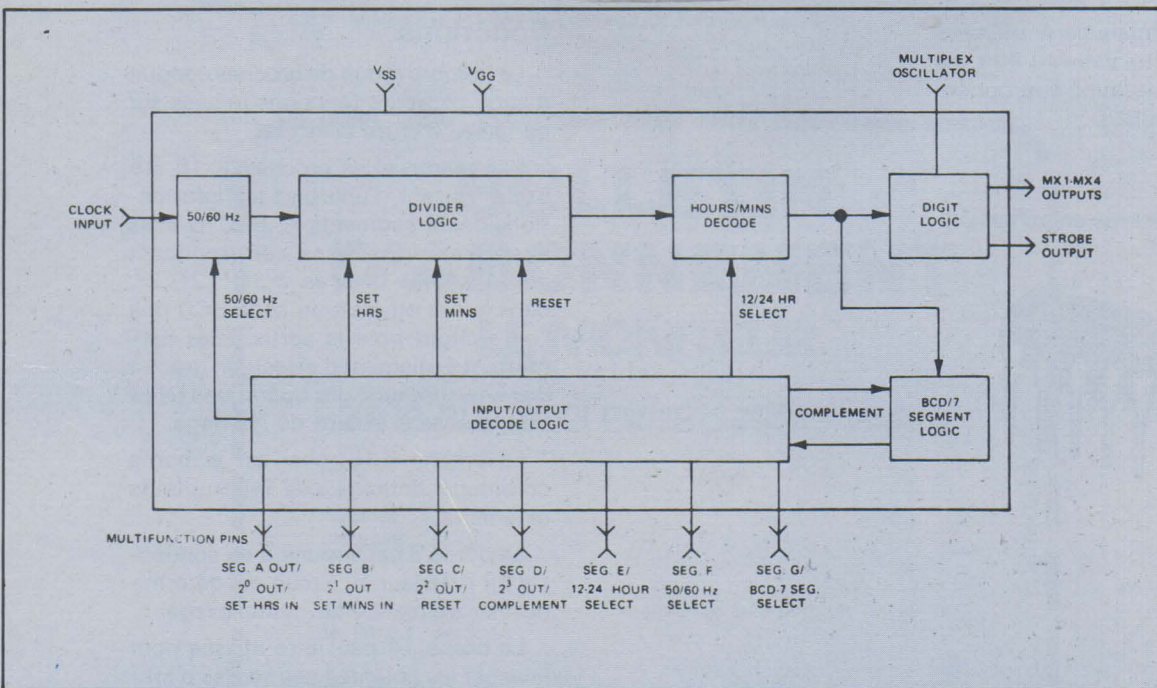 V_SS
V_GG
MULTIPLEX
OSCILLATOR
CLOCK
INPUT
50/60 Hz
DIVIDER
LOGIC
HOURS/MINS
DECODE
DIGIT
LOGIC
MX1-MX4
OUTPUTS
STROBE
OUTPUT
50/60 Hz
SELECT
SET
HRS
SET
MINS
RESET
12/24 HR
SELECT
INPUT/OUTPUT
DECODE LOGIC
COMPLEMENT
BCD/7
SEGMENT
LOGIC
MULTIFUNCTION PINS
SEG. A OUT/
2⁰ OUT/
SET HRS IN
SEG. B/
2¹ OUT
SET MINS IN
SEG. C/
2² OUT/
RESET
SEG. D/
2³ OUT/
COMPLEMENT
SEG. E/
12-24 HOUR
SELECT
SEG. F
50/60 Hz
SELECT
SEG. G/
BCD-7 SEG.
SELECT